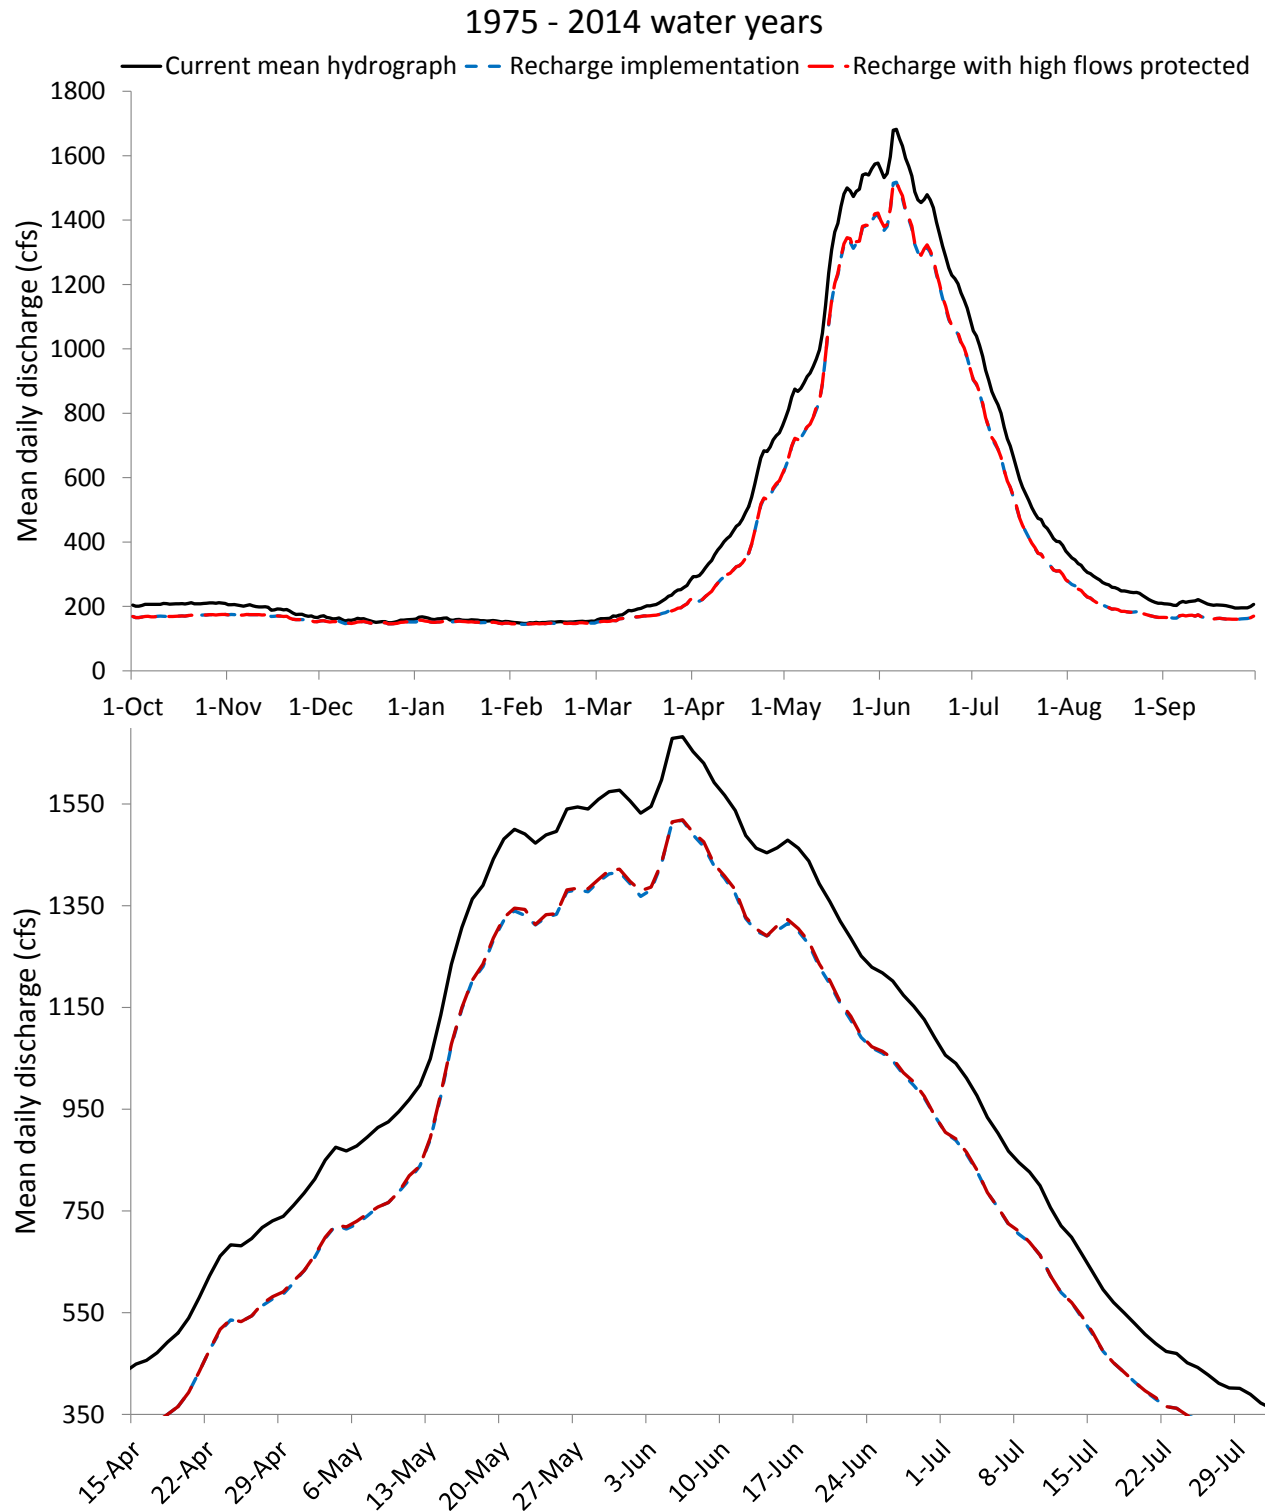 1975 - 2014 water years
Current mean hydrograph Recharge implementation Recharge with high flows protected
Mean daily discharge (cfs)
1800
1600
1400
1200
1000
800
600
400
200
0
1-Oct 1-Nov 1-Dec 1-Jan 1-Feb 1-Mar 1-Apr 1-May 1-Jun 1-Jul 1-Aug 1-Sep
Mean daily discharge (cfs)
1550
1350
1150
950
750
550
350
15-Apr 22-Apr 29-Apr 6-May 13-May 20-May 27-May 3-Jun 10-Jun 17-Jun 24-Jun 1-Jul 8-Jul 15-Jul 22-Jul 29-Jul